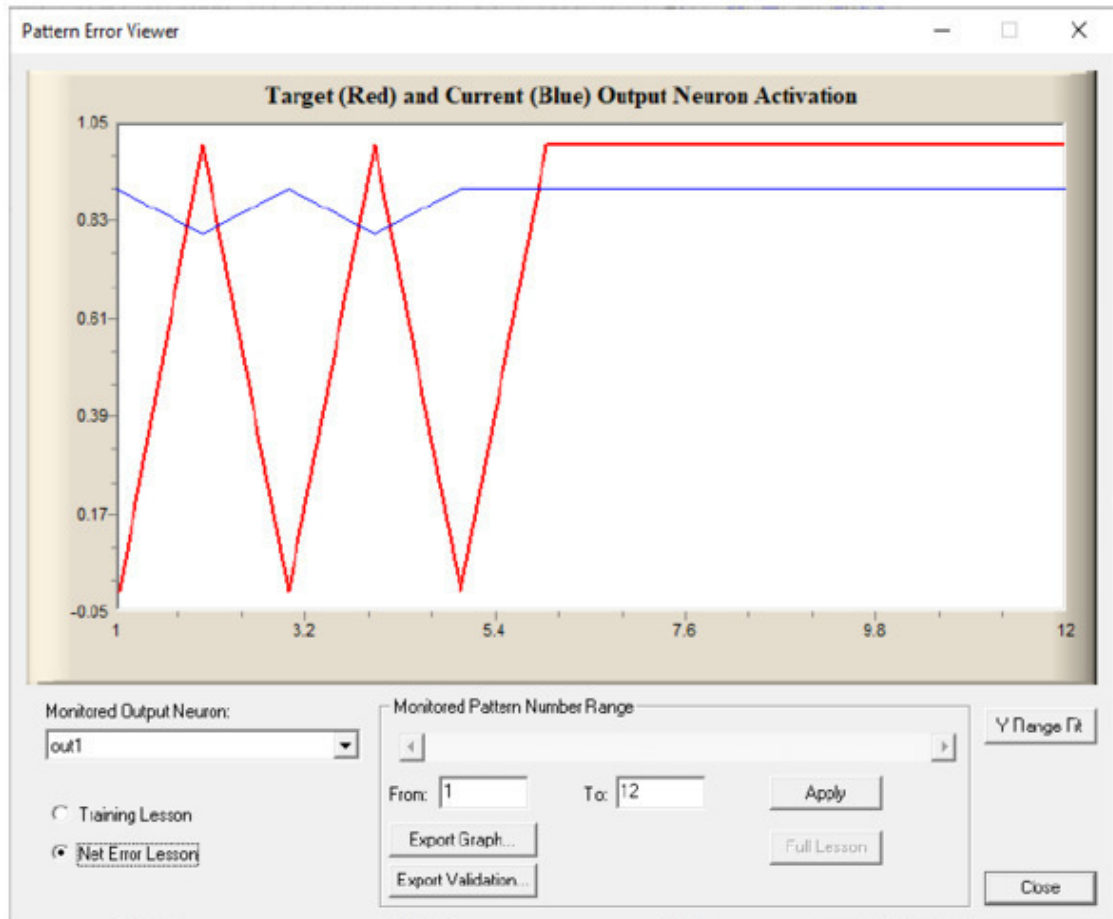 Pattern Error Viewer
Target (Red) and Current (Blue) Output Neuron Activation
1.05
0.83
0.61
0.39
0.17
-0.05
1 3.2 5.4 7.6 9.8 12
Monitored Output Neuron:
out1
Training Lesson
Net Error Lesson
Monitored Pattern Number Range
From: 1 To: 12 Apply
Export Graph... Full Lesson
Export Validation...
Y Range Fit
Close